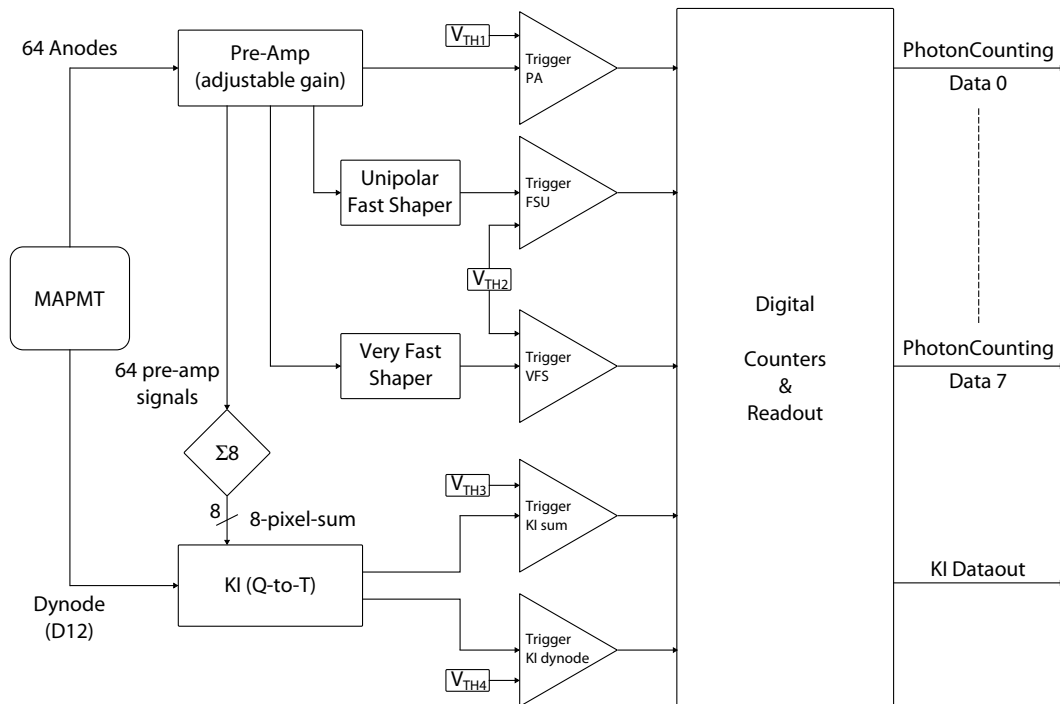 64 Anodes
Pre-Amp
(adjustable gain)
VTH1
Trigger
PA
PhotonCounting
Data 0
Unipolar
Fast Shaper
Trigger
FSU
MAPMT
VTH2
Digital
Counters
&
Readout
Very Fast
Shaper
Trigger
VFS
PhotonCounting
Data 7
64 pre-amp
signals
Σ8
8
8-pixel-sum
VTH3
Trigger
KI sum
KI (Q-to-T)
KI Dataout
Dynode
(D12)
Trigger
KI dynode
VTH4